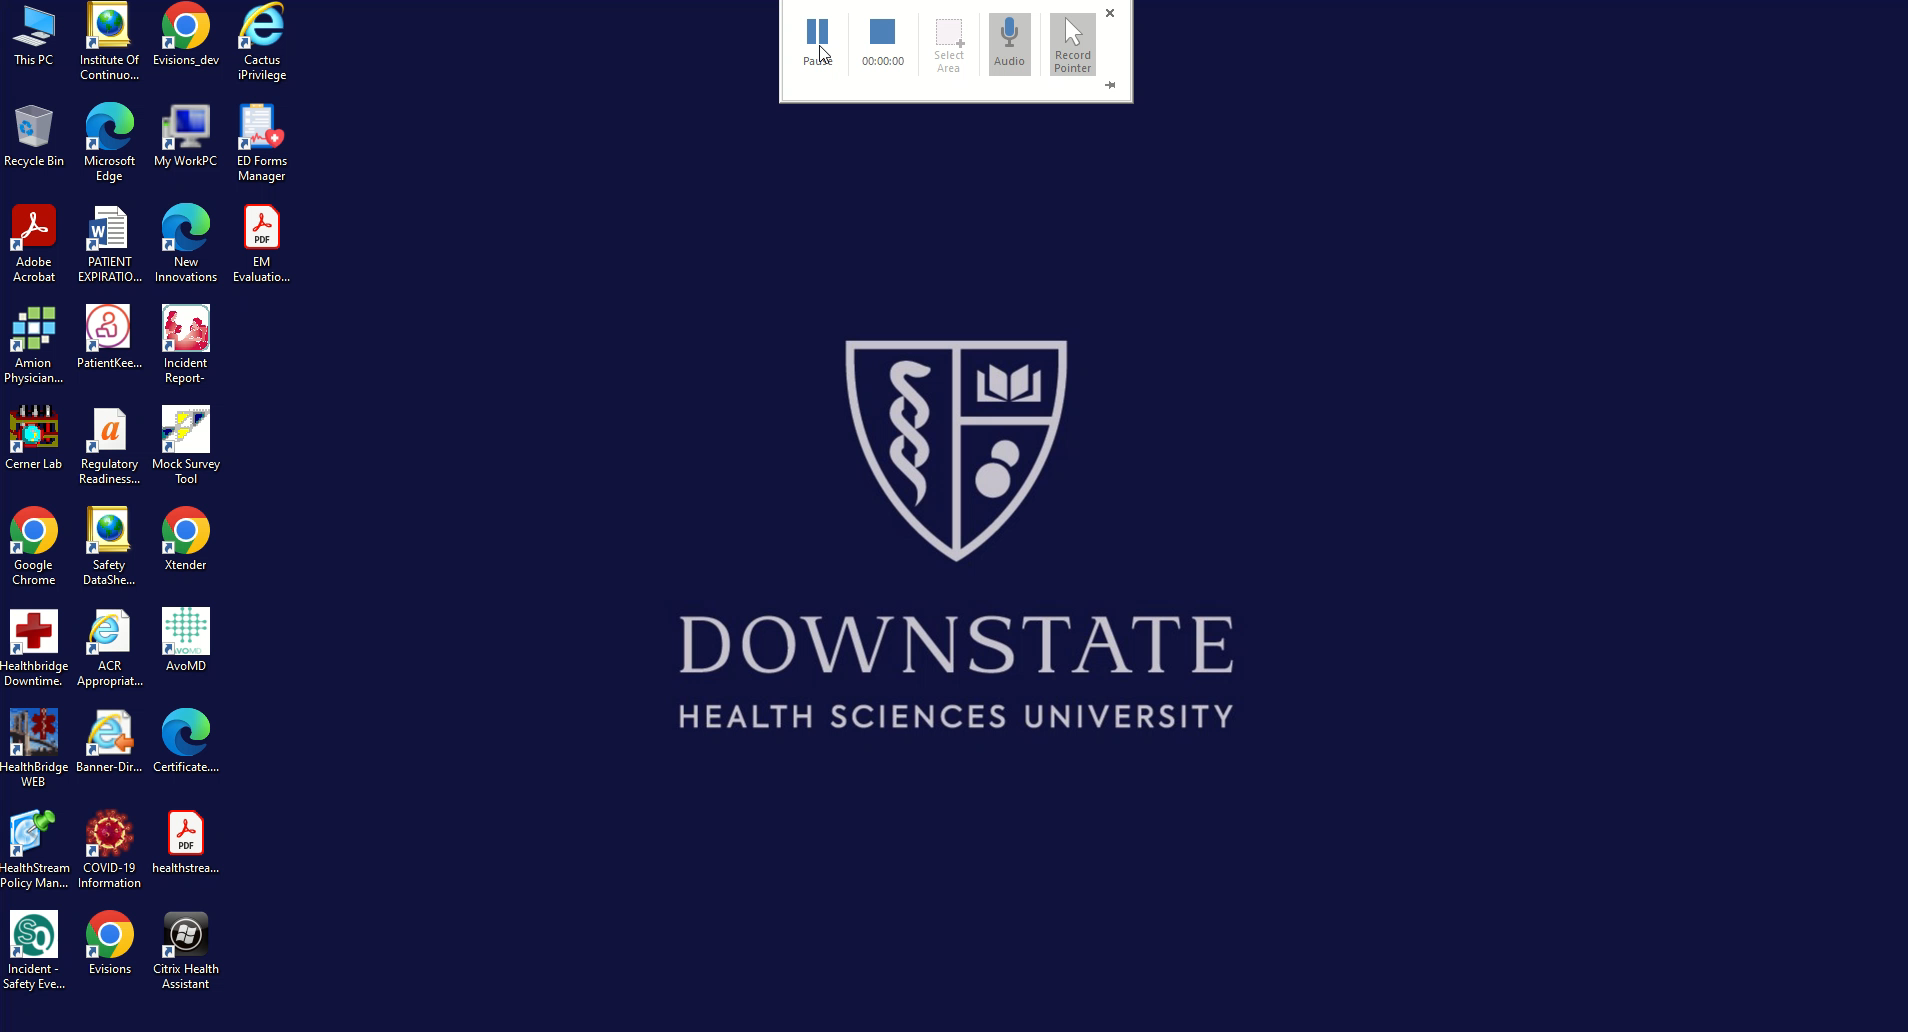 Pause
00:00:00
Select
Area
Audio
Record
Pointer
This PC
Institute Of
Continuo...
Evisions_dev
Cactus
iPrivilege
Recycle Bin
Microsoft
Edge
My WorkPC
ED Forms
Manager
Adobe
Acrobat
W
PATIENT
EXPIRATIO...
New
Innovations
PDF
EM
Evaluatio...
Amion
Physician...
PatientKee...
Incident
Report-
Cerner Lab
a
Regulatory
Readiness...
Mock Survey
Tool
Google
Chrome
Safety
DataShe...
Xtender
Healthbridge
Downtime.
ACR
Appropriat...
AvoMD
HealthBridge
WEB
Banner-Dir...
Certificate....
HealthStream
Policy Man...
COVID-19
Information
PDF
healthstrea...
SQ
Incident -
Safety Eve...
Evisions
Citrix Health
Assistant
DOWNSTATE
HEALTH SCIENCES UNIVERSITY